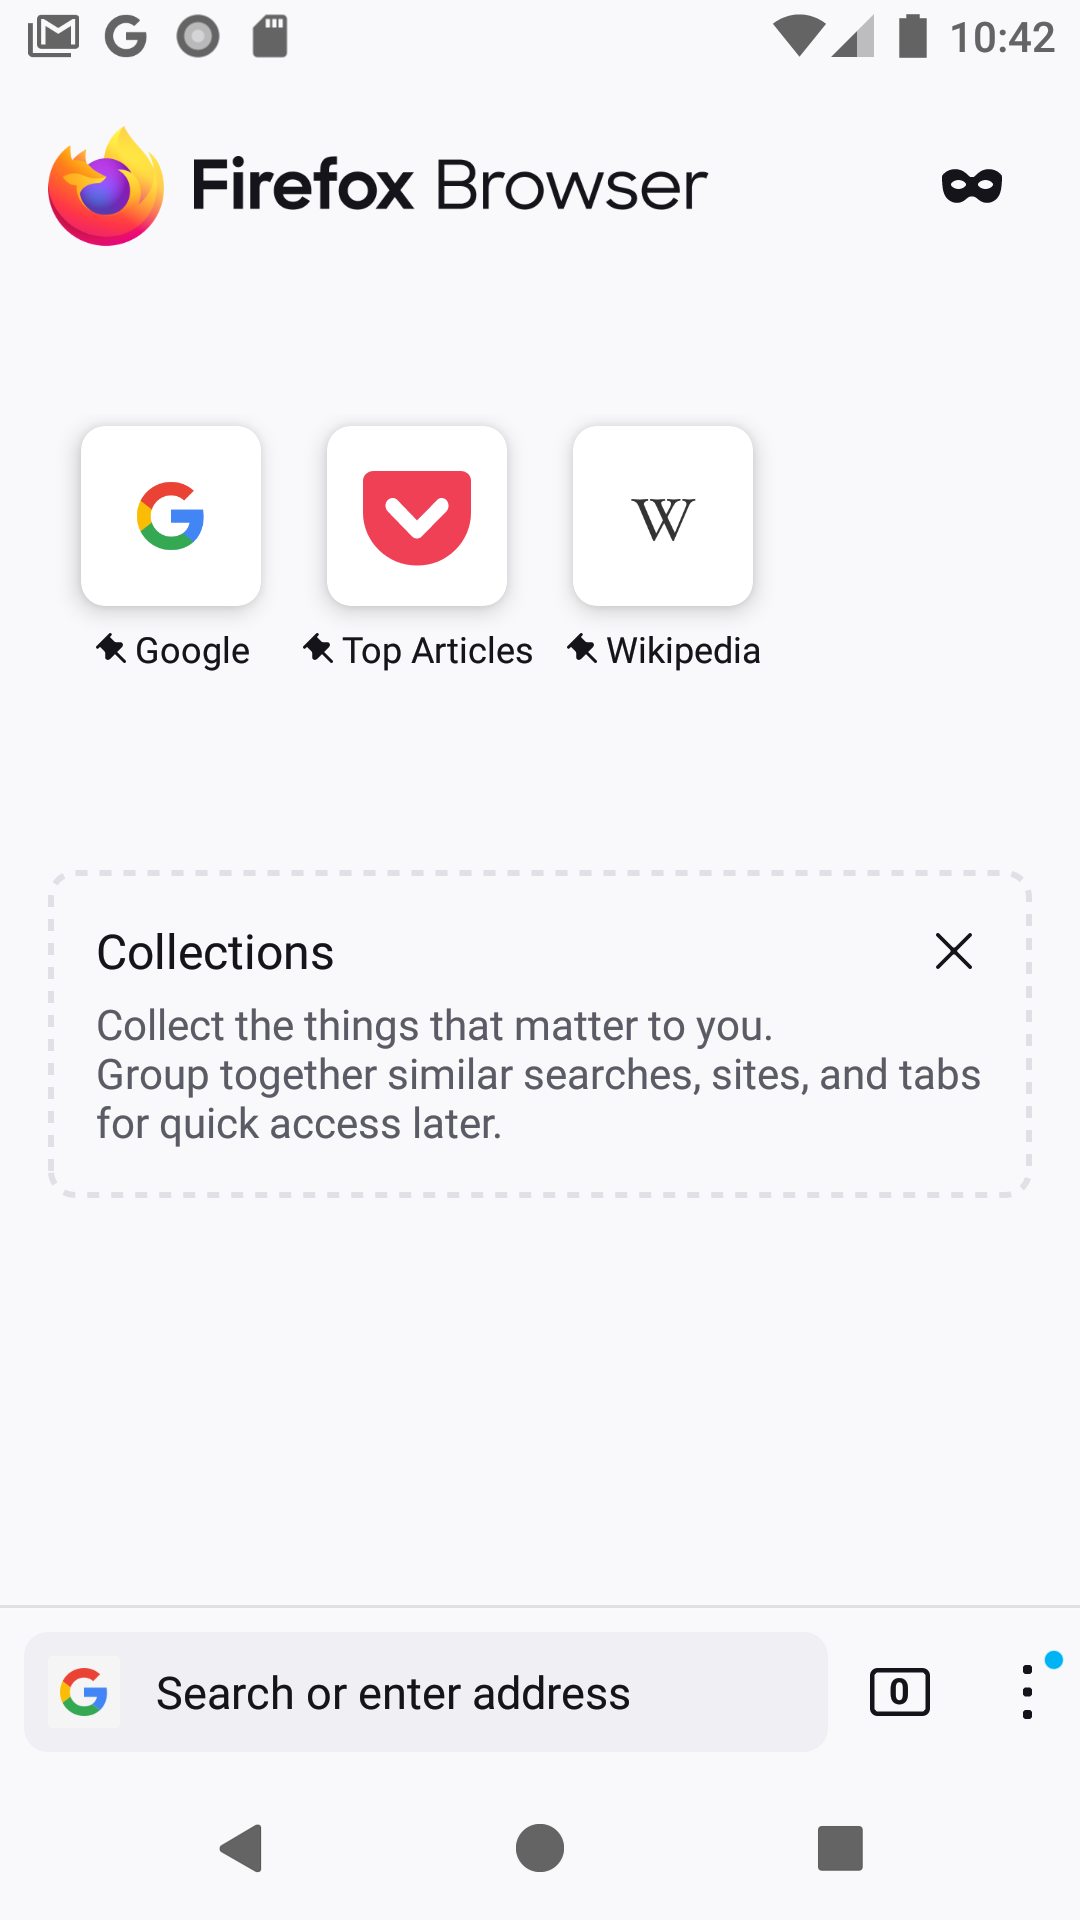 10:42
Firefox Browser
Google
Top Articles
Wikipedia
Collections
Collect the things that matter to you.
Group together similar searches, sites, and tabs
for quick access later.
Search or enter address
0